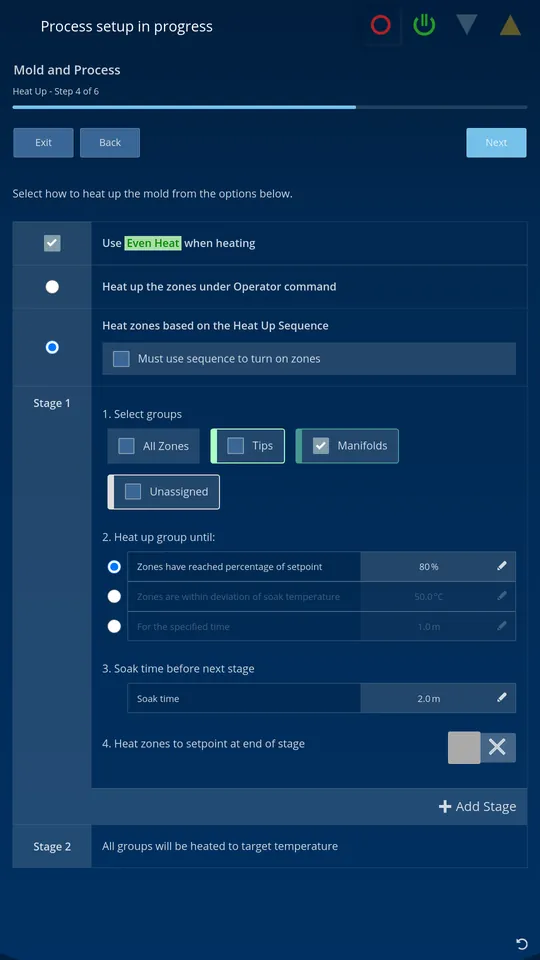 Process setup in progress
Mold and Process
Heat Up - Step 4 of 6
Exit
Back
Next
Select how to heat up the mold from the options below.
Use Even Heat when heating
Heat up the zones under Operator command
Heat zones based on the Heat Up Sequence
Must use sequence to turn on zones
Stage 1
1. Select groups
All Zones
Tips
Manifolds
Unassigned
2. Heat up group until:
Zones have reached percentage of setpoint
80 %
Zones are within deviation of soak temperature
50.0 °C
For the specified time
1.0 m
3. Soak time before next stage
Soak time
2.0 m
4. Heat zones to setpoint at end of stage
Add Stage
Stage 2
All groups will be heated to target temperature